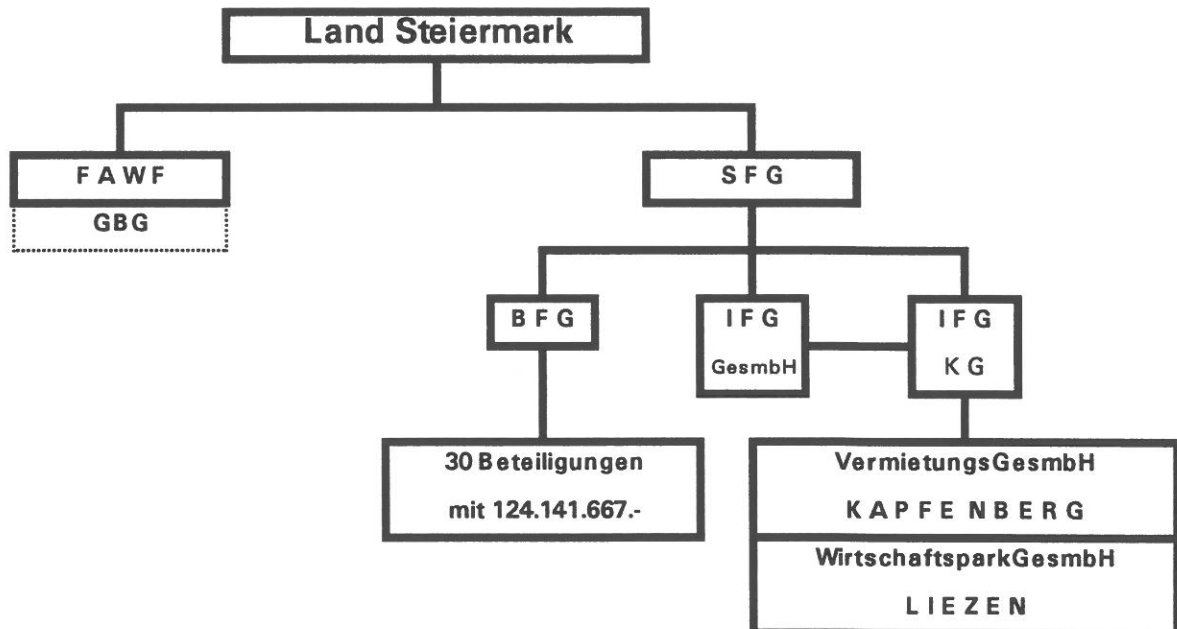 Land Steiermark
F A W F
GBG
S F G
B F G
I F G
GesmbH
I F G
K G
30 Beteiligungen
mit 124.141.667.-
VermietungsGesmbH
K A P F E N B E R G
WirtschaftsparkGesmbH
L I E Z E N